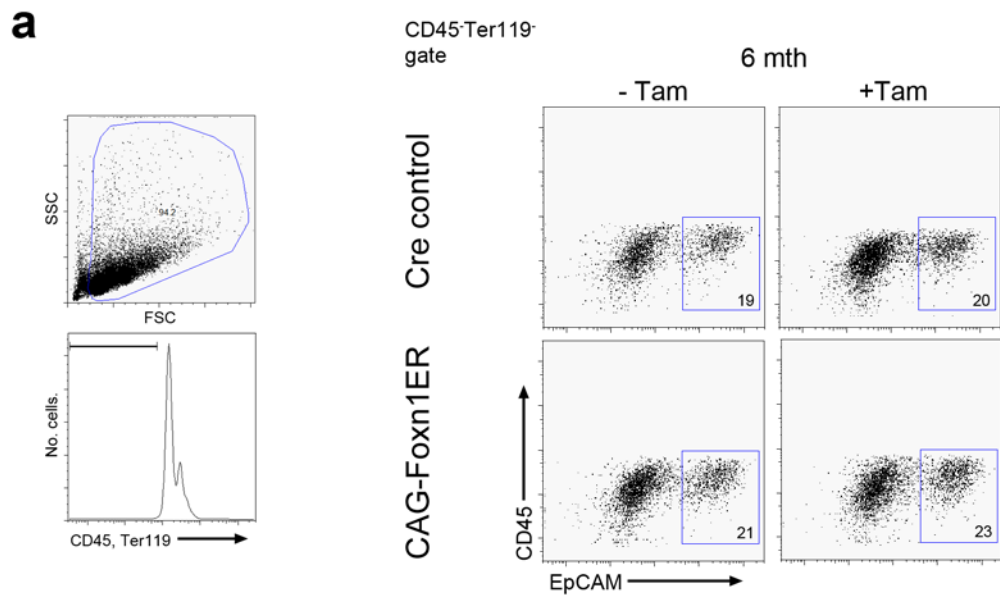 a
CD45-Ter119-
gate
6 mth
- Tam
+Tam
SSC
94.2
FSC
No. cells.
CD45, Ter119
Cre control
19
20
CAG-Foxn1ER
CD45
21
23
EpCAM